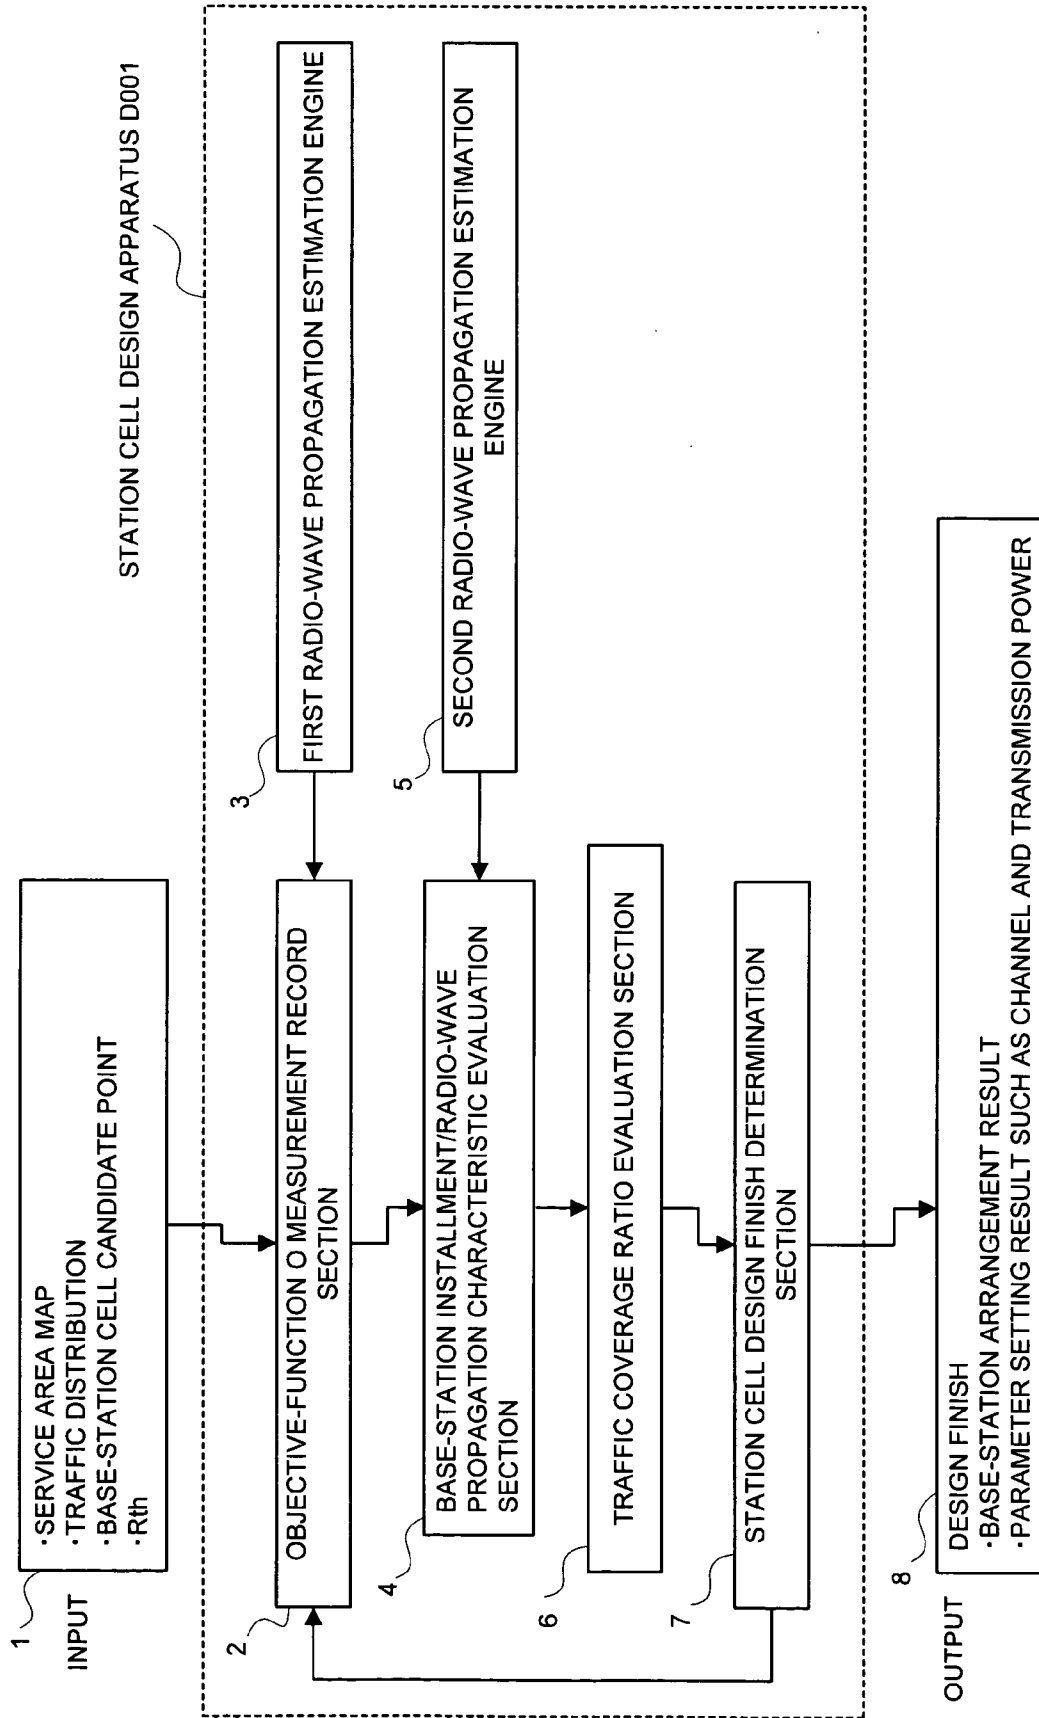 STATION CELL DESIGN APPARATUS D001
1
INPUT
·SERVICE AREA MAP
·TRAFFIC DISTRIBUTION
·BASE-STATION CELL CANDIDATE POINT
·Rth
2
OBJECTIVE-FUNCTION O MEASUREMENT RECORD
SECTION
3
FIRST RADIO-WAVE PROPAGATION ESTIMATION ENGINE
4
BASE-STATION INSTALLMENT/RADIO-WAVE
PROPAGATION CHARACTERISTIC EVALUATION
SECTION
5
SECOND RADIO-WAVE PROPAGATION ESTIMATION
ENGINE
6
TRAFFIC COVERAGE RATIO EVALUATION SECTION
7
STATION CELL DESIGN FINISH DETERMINATION
SECTION
8
OUTPUT
DESIGN FINISH
·BASE-STATION ARRANGEMENT RESULT
·PARAMETER SETTING RESULT SUCH AS CHANNEL AND TRANSMISSION POWER